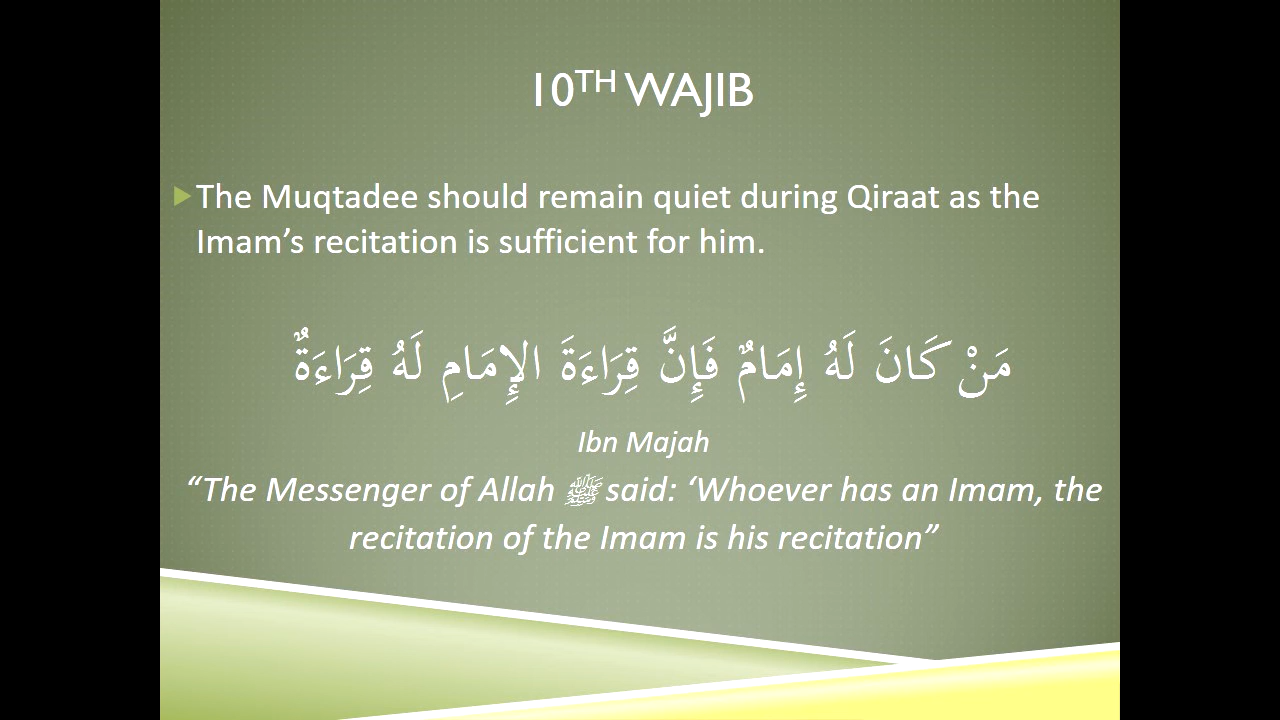 10TH WAJIB
The Muqtadee should remain quiet during Qiraat as the
Imam’s recitation is sufficient for him.
مَنْ كَانَ لَهُ إِمَامٌ فَإِنَّ قِرَاءَةَ الإِمَامِ لَهُ قِرَاءَةٌ
Ibn Majah
“The Messenger of Allah ﷺ said: ‘Whoever has an Imam, the
recitation of the Imam is his recitation”